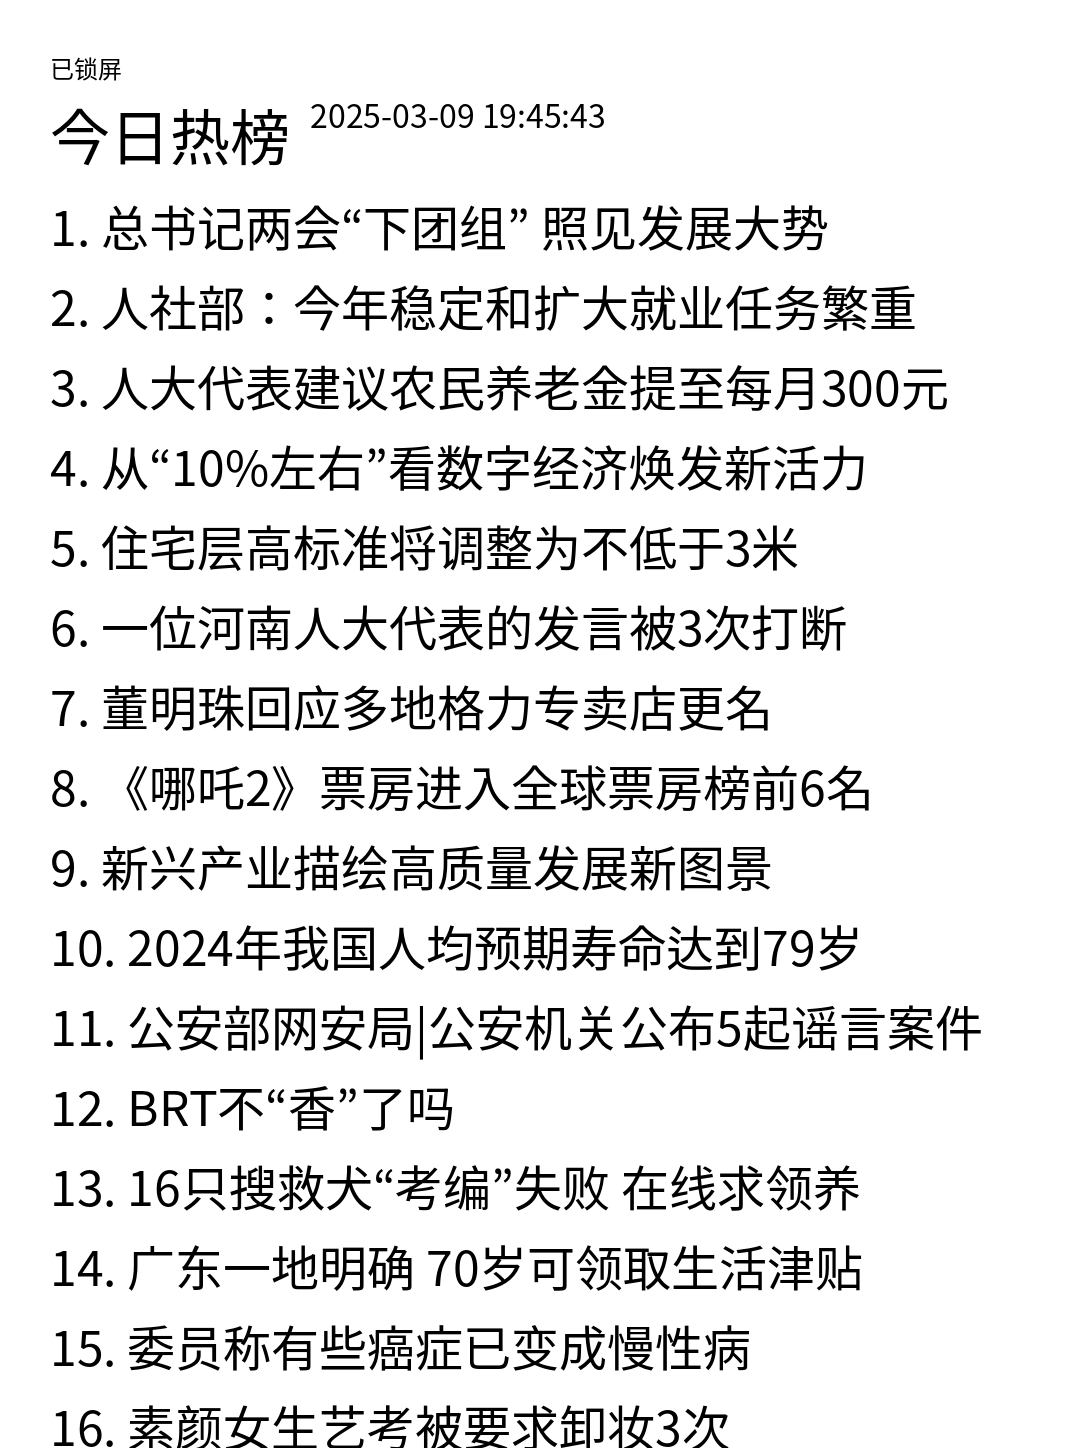 已锁屏
今日热榜 2025-03-09 19:45:43
1. 总书记两会“下团组” 照见发展大势
2. 人社部：今年稳定和扩大就业任务繁重
3. 人大代表建议农民养老金提至每月300元
4. 从“10%左右”看数字经济焕发新活力
5. 住宅层高标准将调整为不低于3米
6. 一位河南人大代表的发言被3次打断
7. 董明珠回应多地格力专卖店更名
8. 《哪吒2》票房进入全球票房榜前6名
9. 新兴产业描绘高质量发展新图景
10. 2024年我国人均预期寿命达到79岁
11. 公安部网安局|公安机关公布5起谣言案件
12. BRT不“香”了吗
13. 16只搜救犬“考编”失败 在线求领养
14. 广东一地明确 70岁可领取生活津贴
15. 委员称有些癌症已变成慢性病
16. 素颜女生艺考被要求卸妆3次